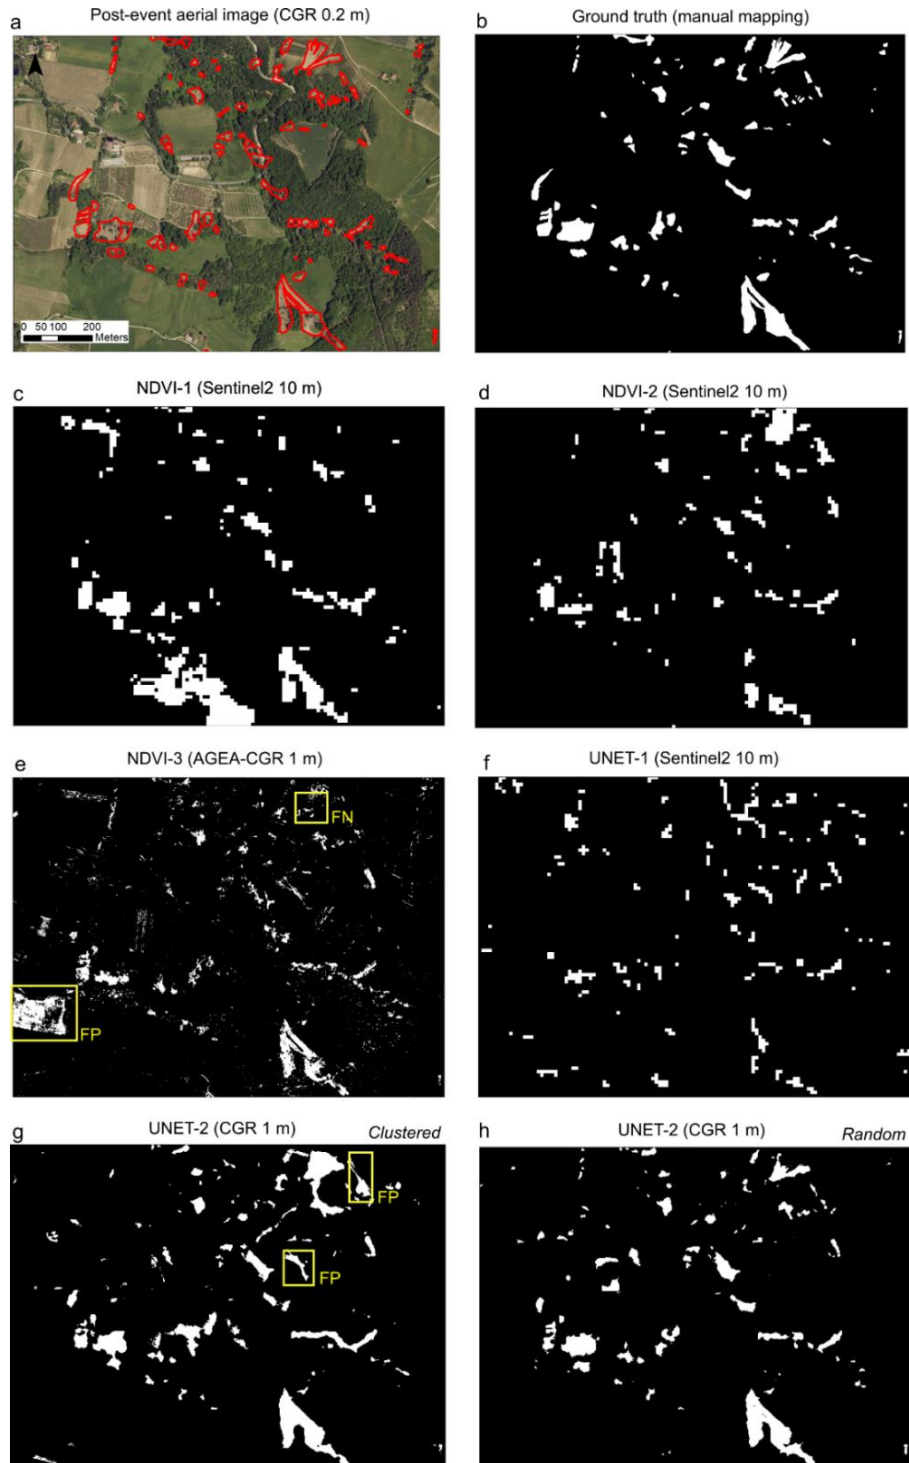 a
Post-event aerial image (CGR 0.2 m)
b
Ground truth (manual mapping)
0 50 100 200
Meters
c
NDVI-1 (Sentinel2 10 m)
d
NDVI-2 (Sentinel2 10 m)
e
NDVI-3 (AGEA-CGR 1 m)
FN
FP
f
UNET-1 (Sentinel2 10 m)
g
UNET-2 (CGR 1 m)
Clustered
FP
FP
h
UNET-2 (CGR 1 m)
Random